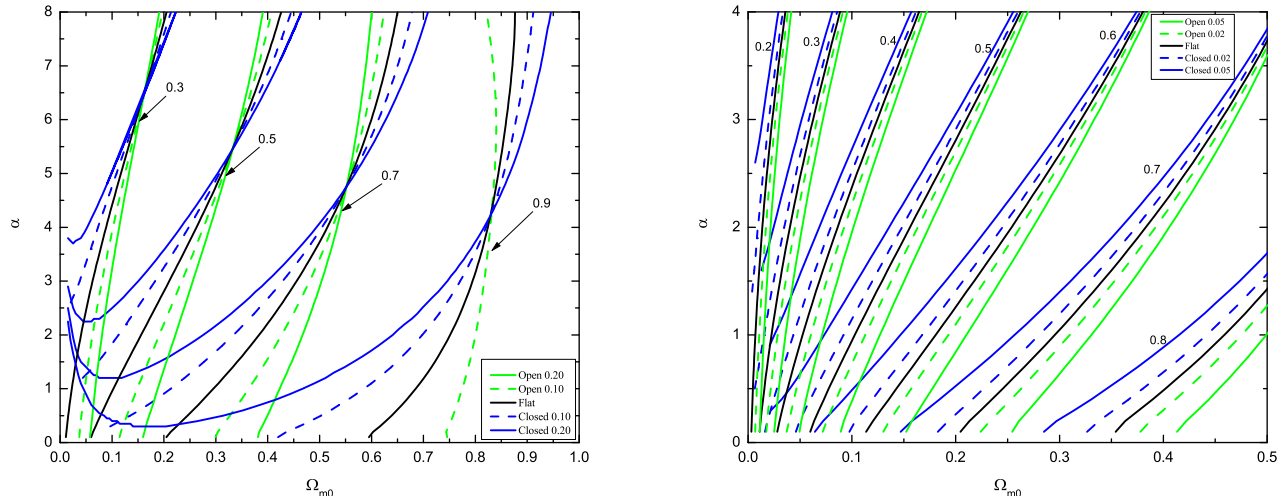 8
7
6
5
4
3
2
1
0
α
0.3
0.5
0.7
0.9
Open 0.20
Open 0.10
Flat
Closed 0.10
Closed 0.20
0.0 0.1 0.2 0.3 0.4 0.5 0.6 0.7 0.8 0.9 1.0
Ωm0
4
3
2
1
0
α
0.2 0.3 0.4 0.5 0.6
0.7
0.8
Open 0.05
Open 0.02
Flat
Closed 0.02
Closed 0.05
0.0 0.1 0.2 0.3 0.4 0.5
Ωm0